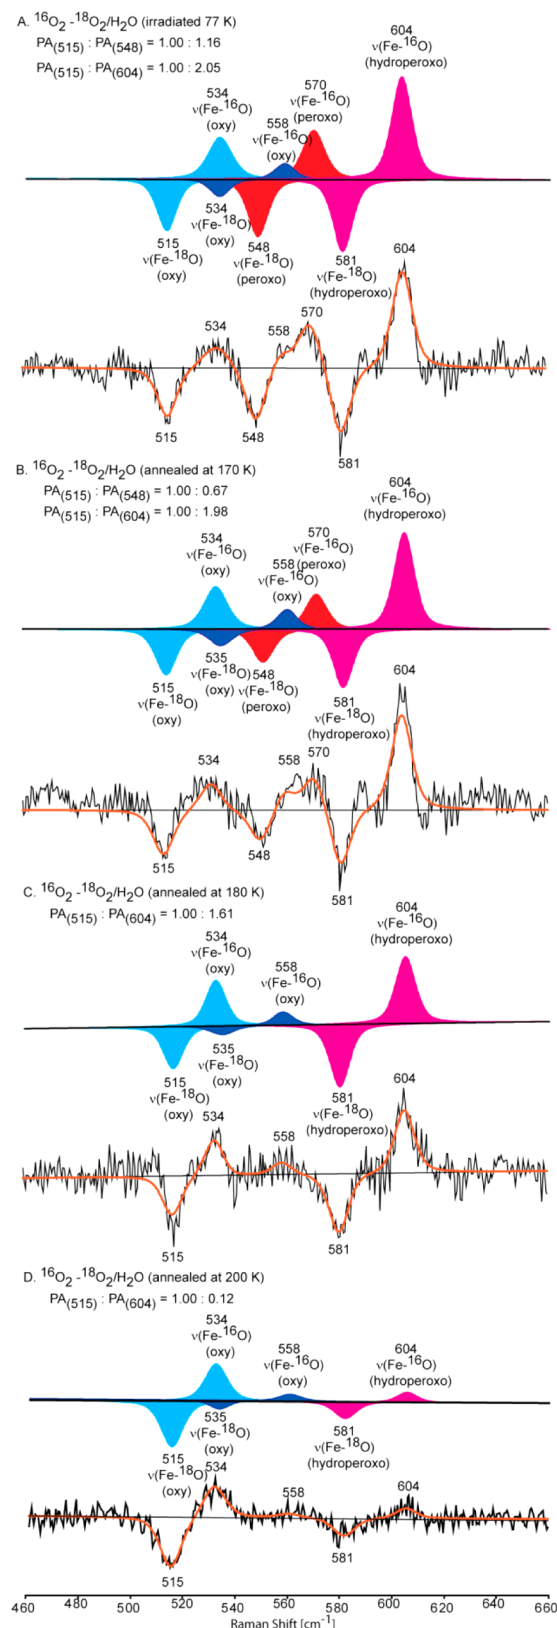 A. ¹⁶O₂ -¹⁸O₂/H₂O (irradiated 77 K)
PA(515) : PA(548) = 1.00 : 1.16
PA(515) : PA(604) = 1.00 : 2.05
604
ν(Fe-¹⁶O)
(hydroperoxo)
534
ν(Fe-¹⁶O)
(oxy)
558
ν(Fe-¹⁶O)
(oxy)
570
ν(Fe-¹⁶O)
(peroxo)
515
ν(Fe-¹⁸O)
(oxy)
534
ν(Fe-¹⁸O)
(oxy)
548
ν(Fe-¹⁸O)
(peroxo)
581
ν(Fe-¹⁸O)
(hydroperoxo)
534
558
570
604
515
548
581
B. ¹⁶O₂ -¹⁸O₂/H₂O (annealed at 170 K)
PA(515) : PA(548) = 1.00 : 0.67
PA(515) : PA(604) = 1.00 : 1.98
604
ν(Fe-¹⁶O)
(hydroperoxo)
534
ν(Fe-¹⁶O)
(oxy)
570
ν(Fe-¹⁶O)
(peroxo)
558
ν(Fe-¹⁶O)
(oxy)
515
ν(Fe-¹⁸O)
(oxy)
535
ν(Fe-¹⁸O)
(oxy)
548
ν(Fe-¹⁸O)
(peroxo)
581
ν(Fe-¹⁸O)
(hydroperoxo)
534
558
570
604
515
548
581
C. ¹⁶O₂ -¹⁸O₂/H₂O (annealed at 180 K)
PA(515) : PA(604) = 1.00 : 1.61
604
ν(Fe-¹⁶O)
(hydroperoxo)
534
ν(Fe-¹⁶O)
(oxy)
558
ν(Fe-¹⁶O)
(oxy)
515
ν(Fe-¹⁸O)
(oxy)
535
ν(Fe-¹⁸O)
(oxy)
581
ν(Fe-¹⁸O)
(hydroperoxo)
534
558
604
515
581
D. ¹⁶O₂ -¹⁸O₂/H₂O (annealed at 200 K)
PA(515) : PA(604) = 1.00 : 0.12
534
ν(Fe-¹⁶O)
(oxy)
558
ν(Fe-¹⁶O)
(oxy)
604
ν(Fe-¹⁶O)
(hydroperoxo)
515
ν(Fe-¹⁸O)
(oxy)
535
ν(Fe-¹⁸O)
(oxy)
581
ν(Fe-¹⁸O)
(hydroperoxo)
534
558
604
515
581
460 480 500 520 540 560 580 600 620 640 660
Raman Shift [cm⁻¹]